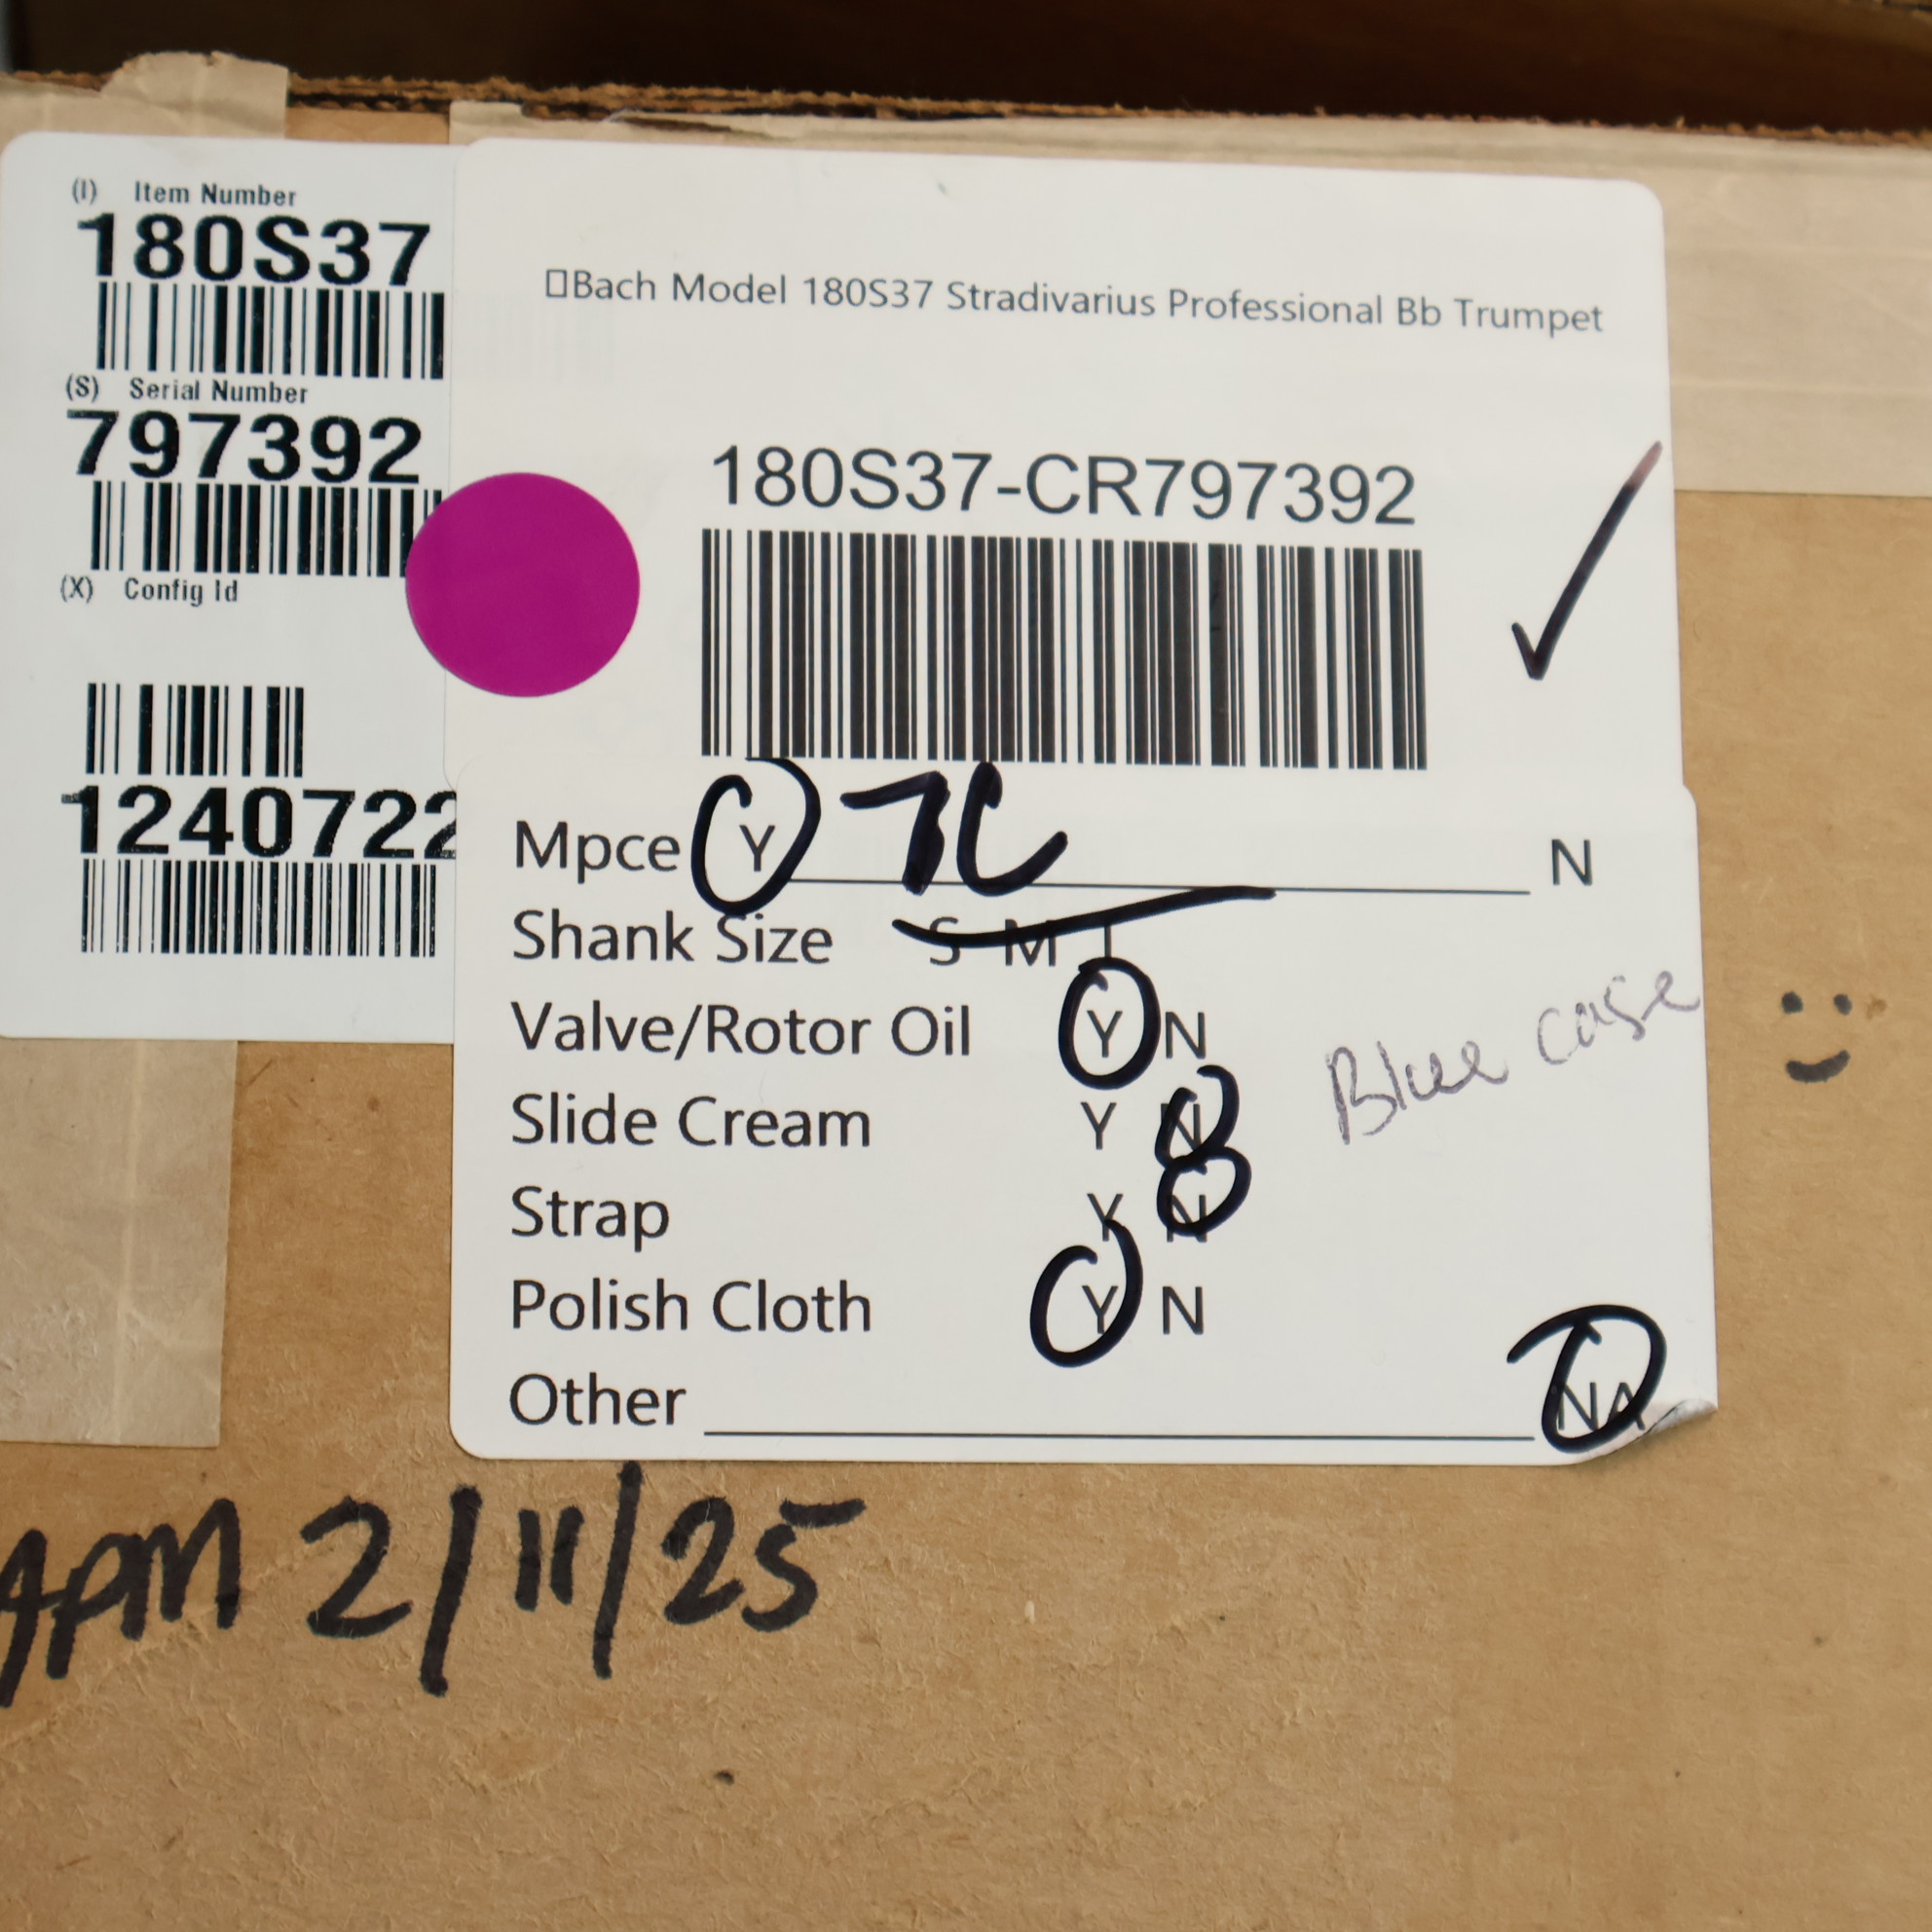 (I) Item Number
180S37
(S) Serial Number
797392
(X) Config Id
1240722
Bach Model 180S37 Stradivarius Professional Bb Trumpet
180S37-CR797392
Mpce Y 7C N
Shank Size S M L
Valve/Rotor Oil Y N
Slide Cream Y N
Strap Y N
Polish Cloth Y N
Other NA
Blue case
APM 2/11/25